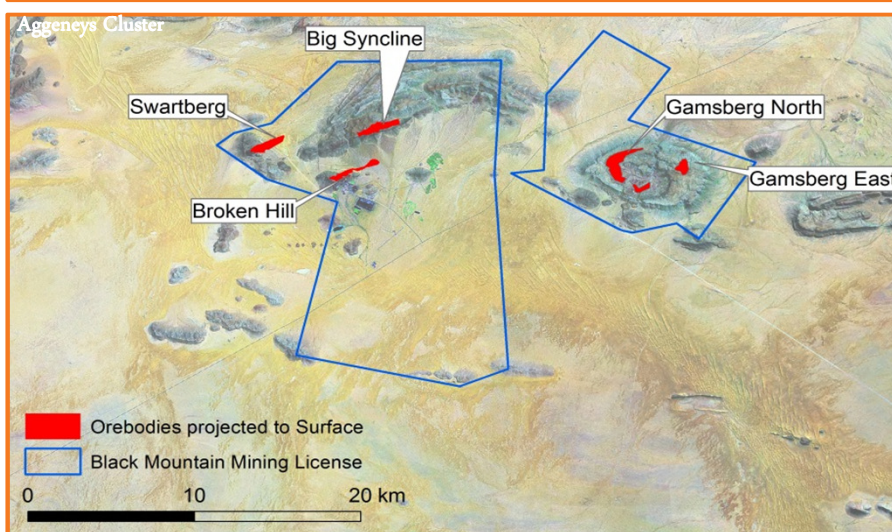 Aggeneys Cluster
Big Syncline
Swartberg
Gamsberg North
Gamsberg East
Broken Hill
Orebodies projected to Surface
Black Mountain Mining License
0 10 20 km